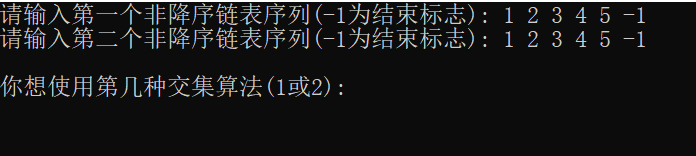 请输入第一个非降序链表序列(-1为结束标志): 1 2 3 4 5 -1
请输入第二个非降序链表序列(-1为结束标志): 1 2 3 4 5 -1
你想使用第几种交集算法(1或2):